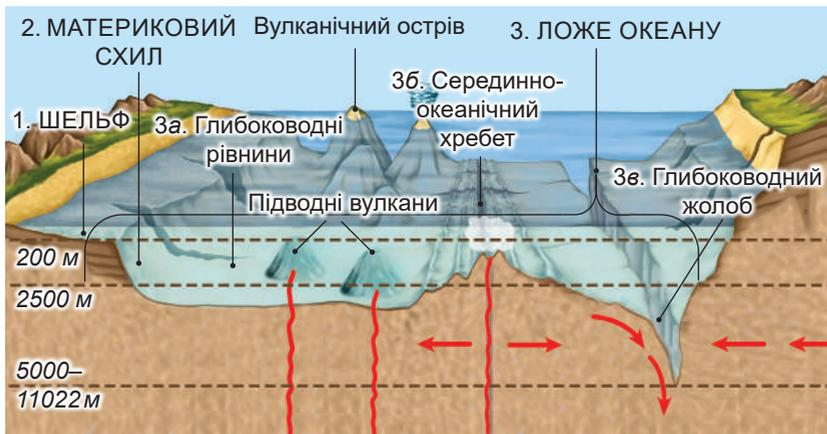 2. МАТЕРИКОВИЙ
СХИЛ
Вулканічний острів
3. ЛОЖЕ ОКЕАНУ
1. ШЕЛЬФ
3а. Глибоководні
рівнини
3б. Серединно-
океанічний
хребет
3в. Глибоководний
жолоб
Підводні вулкани
200 м
2500 м
5000–
11022 м